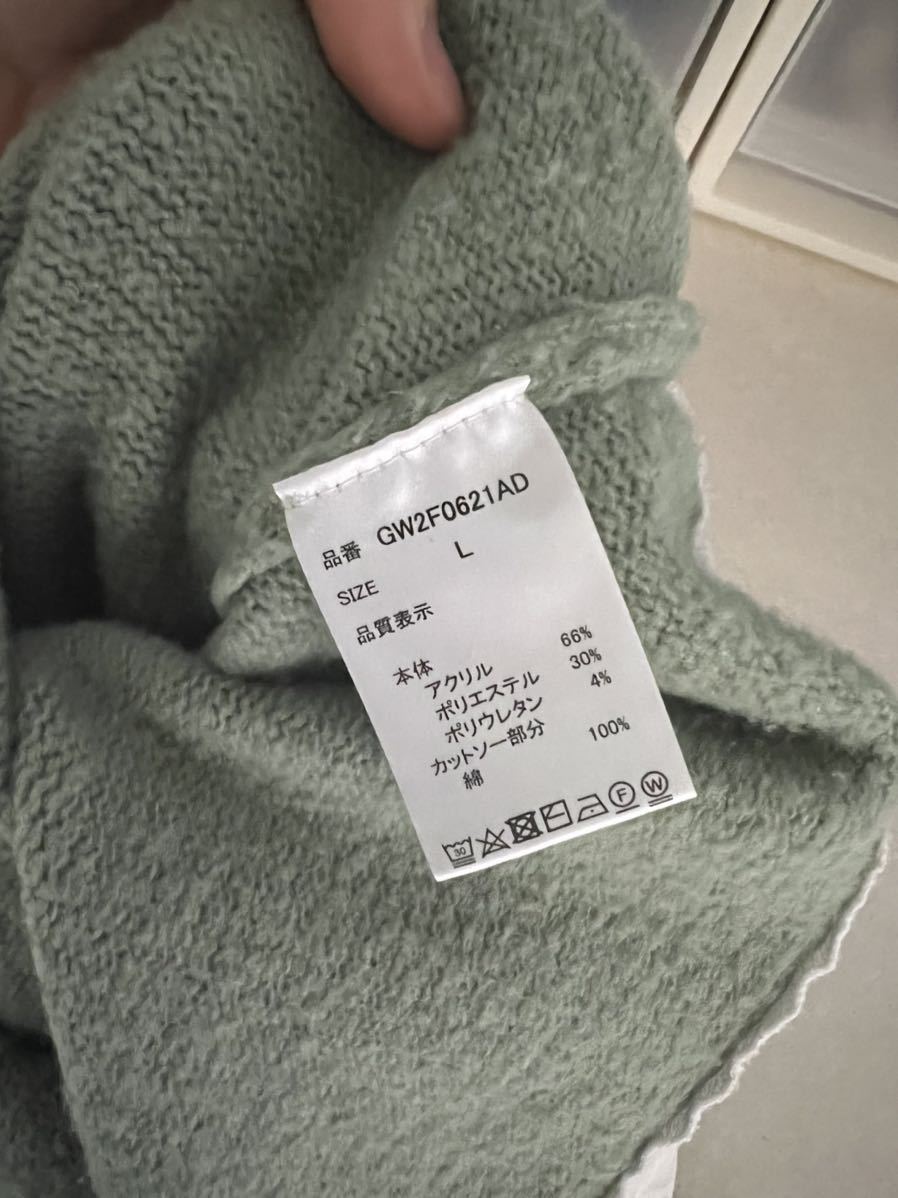 品番 GW2F0621AD
SIZE L
品質表示
本体
アクリル 66%
ポリエステル 30%
ポリウレタン 4%
カットソー部分
綿 100%
30 F W